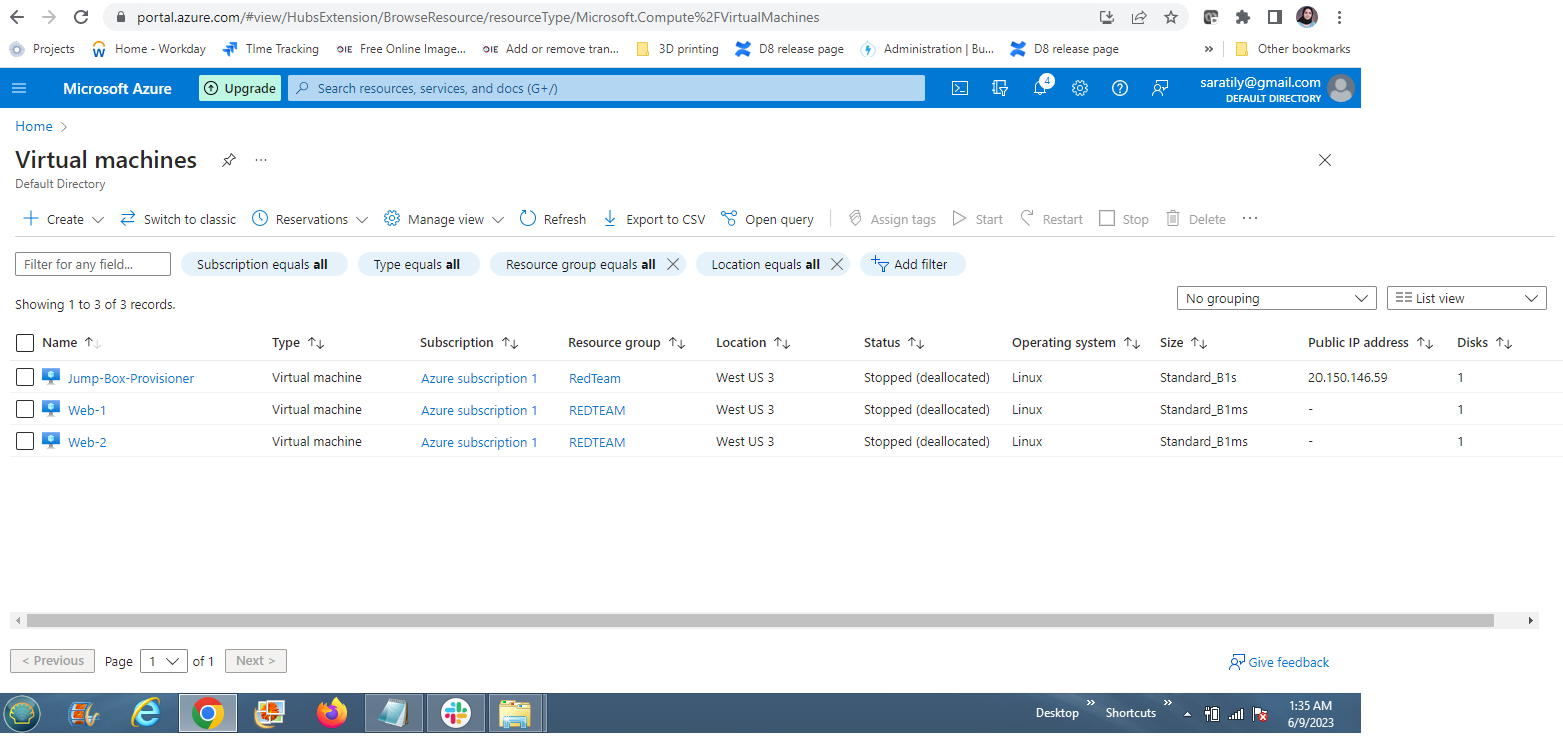 portal.azure.com/#view/HubsExtension/BrowseResource/resourceType/Microsoft.Compute%2FVirtualMachines
Projects Home - Workday TIme Tracking OIE Free Online Image... OIE Add or remove tran... 3D printing D8 release page Administration | Bu... D8 release page » Other bookmarks
Microsoft Azure Upgrade Search resources, services, and docs (G+/) 4 saratily@gmail.com
DEFAULT DIRECTORY
Home >
Virtual machines ...
Default Directory
Create Switch to classic Reservations Manage view Refresh Export to CSV Open query Assign tags Start Restart Stop Delete ...
Filter for any field... Subscription equals all Type equals all Resource group equals all Location equals all Add filter
Showing 1 to 3 of 3 records. No grouping List view
Name Type Subscription Resource group Location Status Operating system Size Public IP address Disks
Jump-Box-Provisioner Virtual machine Azure subscription 1 RedTeam West US 3 Stopped (deallocated) Linux Standard_B1s 20.150.146.59 1
Web-1 Virtual machine Azure subscription 1 REDTEAM West US 3 Stopped (deallocated) Linux Standard_B1ms - 1
Web-2 Virtual machine Azure subscription 1 REDTEAM West US 3 Stopped (deallocated) Linux Standard_B1ms - 1
< Previous Page 1 of 1 Next > Give feedback
Desktop » Shortcuts » 1:35 AM
6/9/2023